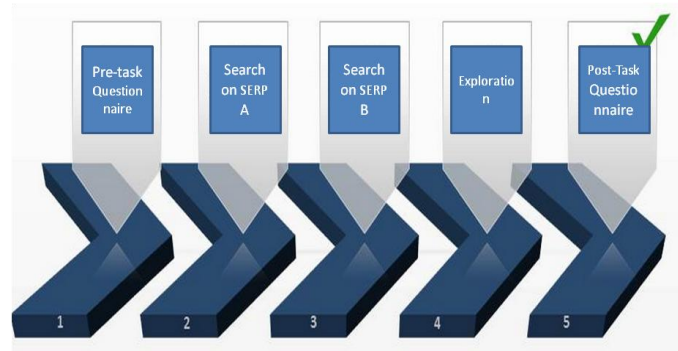 Pre-task
Question
naire
Search
on SERP
A
Search
on SERP
B
Exploratio
n
Post-Task
Questio
nnaire
1
2
3
4
5